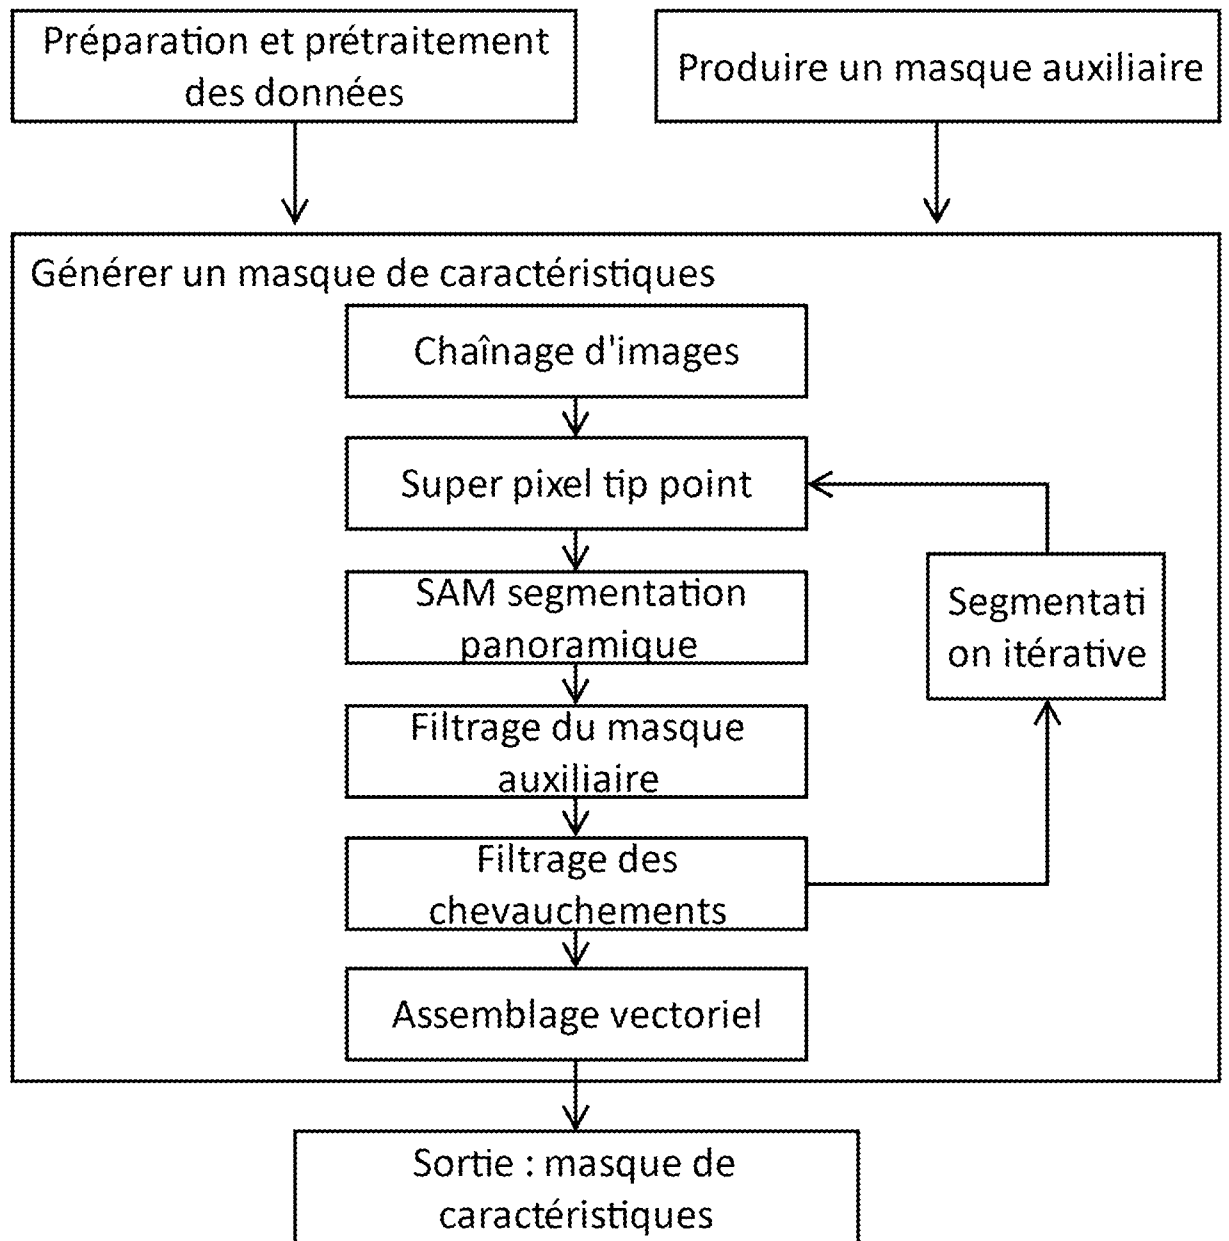 Préparation et prétraitement
des données
Produire un masque auxiliaire
Générer un masque de caractéristiques
Chaînage d'images
Super pixel tip point
SAM segmentation
panoramique
Segmentati
on itérative
Filtrage du masque
auxiliaire
Filtrage des
chevauchements
Assemblage vectoriel
Sortie : masque de
caractéristiques